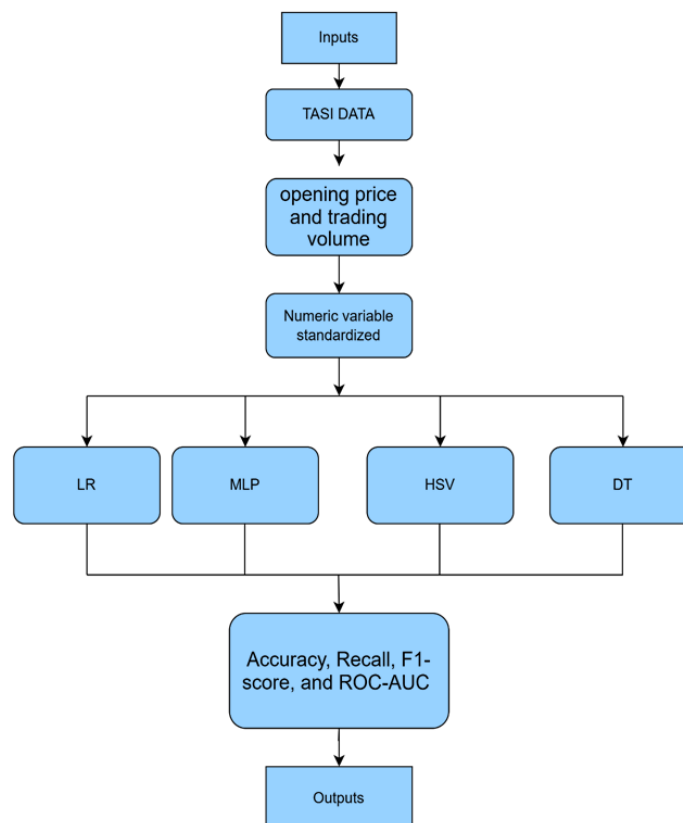 Inputs
TASI DATA
opening price
and trading
volume
Numeric variable
standardized
LR
MLP
HSV
DT
Accuracy, Recall, F1-
score, and ROC-AUC
Outputs